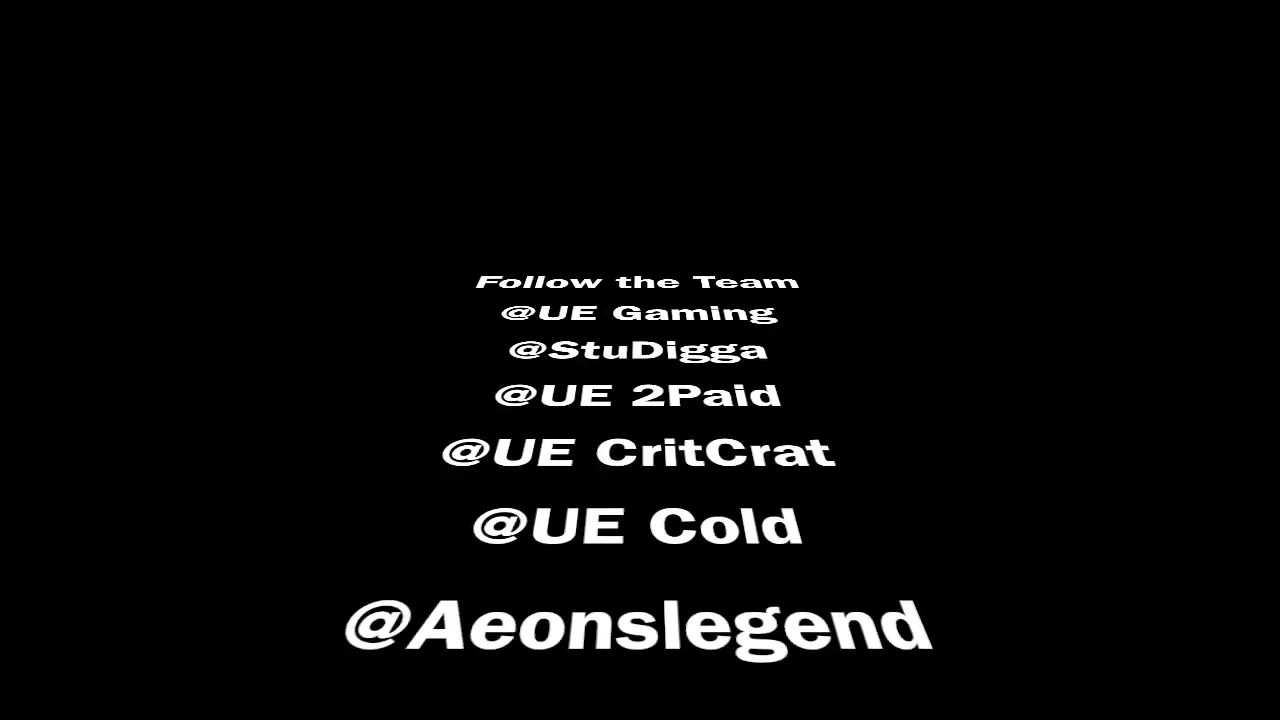 Follow the Team
@UE Gaming
@StuDigga
@UE 2Paid
@UE CritCrat
@UE Cold
@Aeonslegend